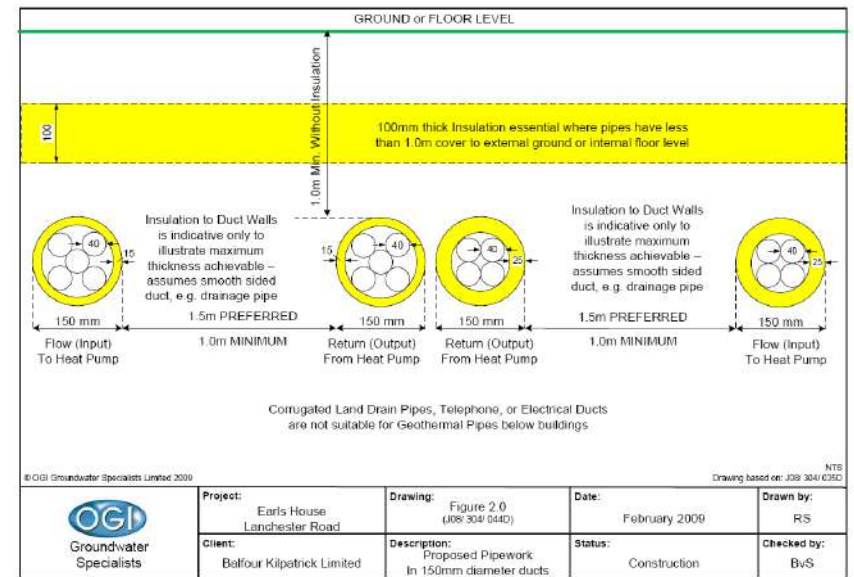 GROUND or FLOOR LEVEL
1.0m Min. Without Insulation
100
100mm thick Insulation essential where pipes have less
than 1.0m cover to external ground or internal floor level
Insulation to Duct Walls
is indicative only to
illustrate maximum
thickness achievable –
assumes smooth sided
duct, e.g. drainage pipe
Insulation to Duct Walls
is indicative only to
illustrate maximum
thickness achievable –
assumes smooth sided
duct, e.g. drainage pipe
40
15
15
40
40
25
40
25
150 mm
1.5m PREFERRED
150 mm
150 mm
1.5m PREFERRED
150 mm
Flow (Input)
To Heat Pump
1.0m MINIMUM
Return (Output)
From Heat Pump
Return (Output)
From Heat Pump
1.0m MINIMUM
Flow (Input)
To Heat Pump
Corrugated Land Drain Pipes, Telephone, or Electrical Ducts
are not suitable for Geothermal Pipes below buildings
© OGI Groundwater Specialists Limited 2009
NTS
Drawing based on: J08/ 304/ 035D
OGI
Groundwater
Specialists
Project:
Earls House
Lanchester Road
Drawing:
Figure 2.0
(J08/ 304/ 044D)
Date:
February 2009
Drawn by:
RS
Client:
Balfour Kilpatrick Limited
Description:
Proposed Pipework
In 150mm diameter ducts
Status:
Construction
Checked by:
BvS